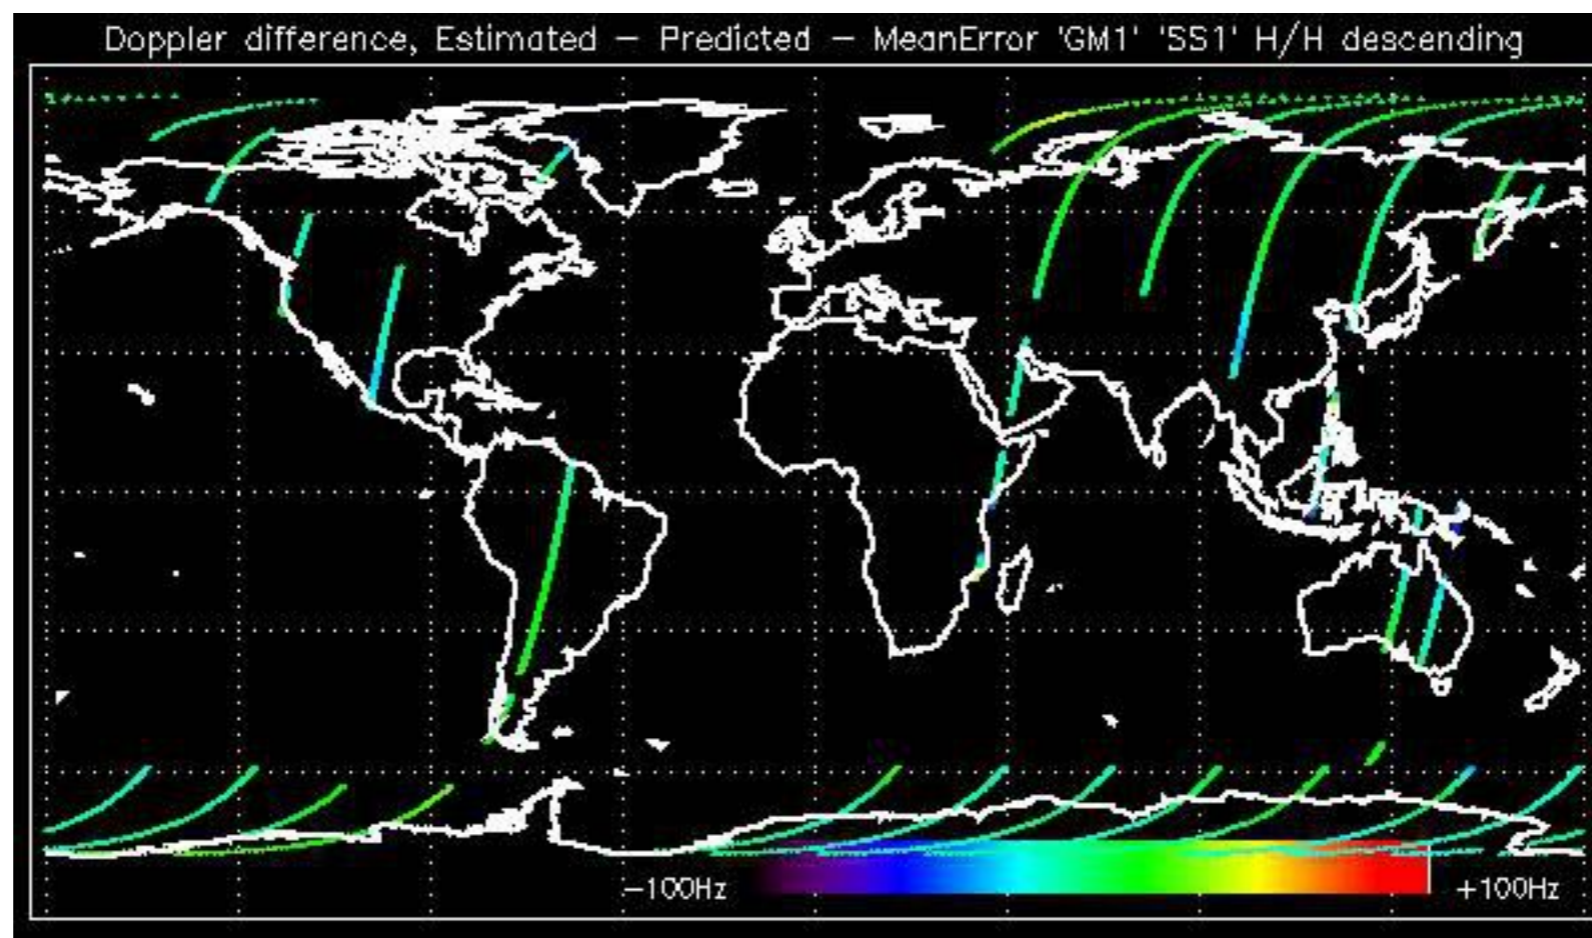 Doppler difference, Estimated – Predicted – MeanError 'GM1' 'SS1' H/H descending
–100Hz +100Hz